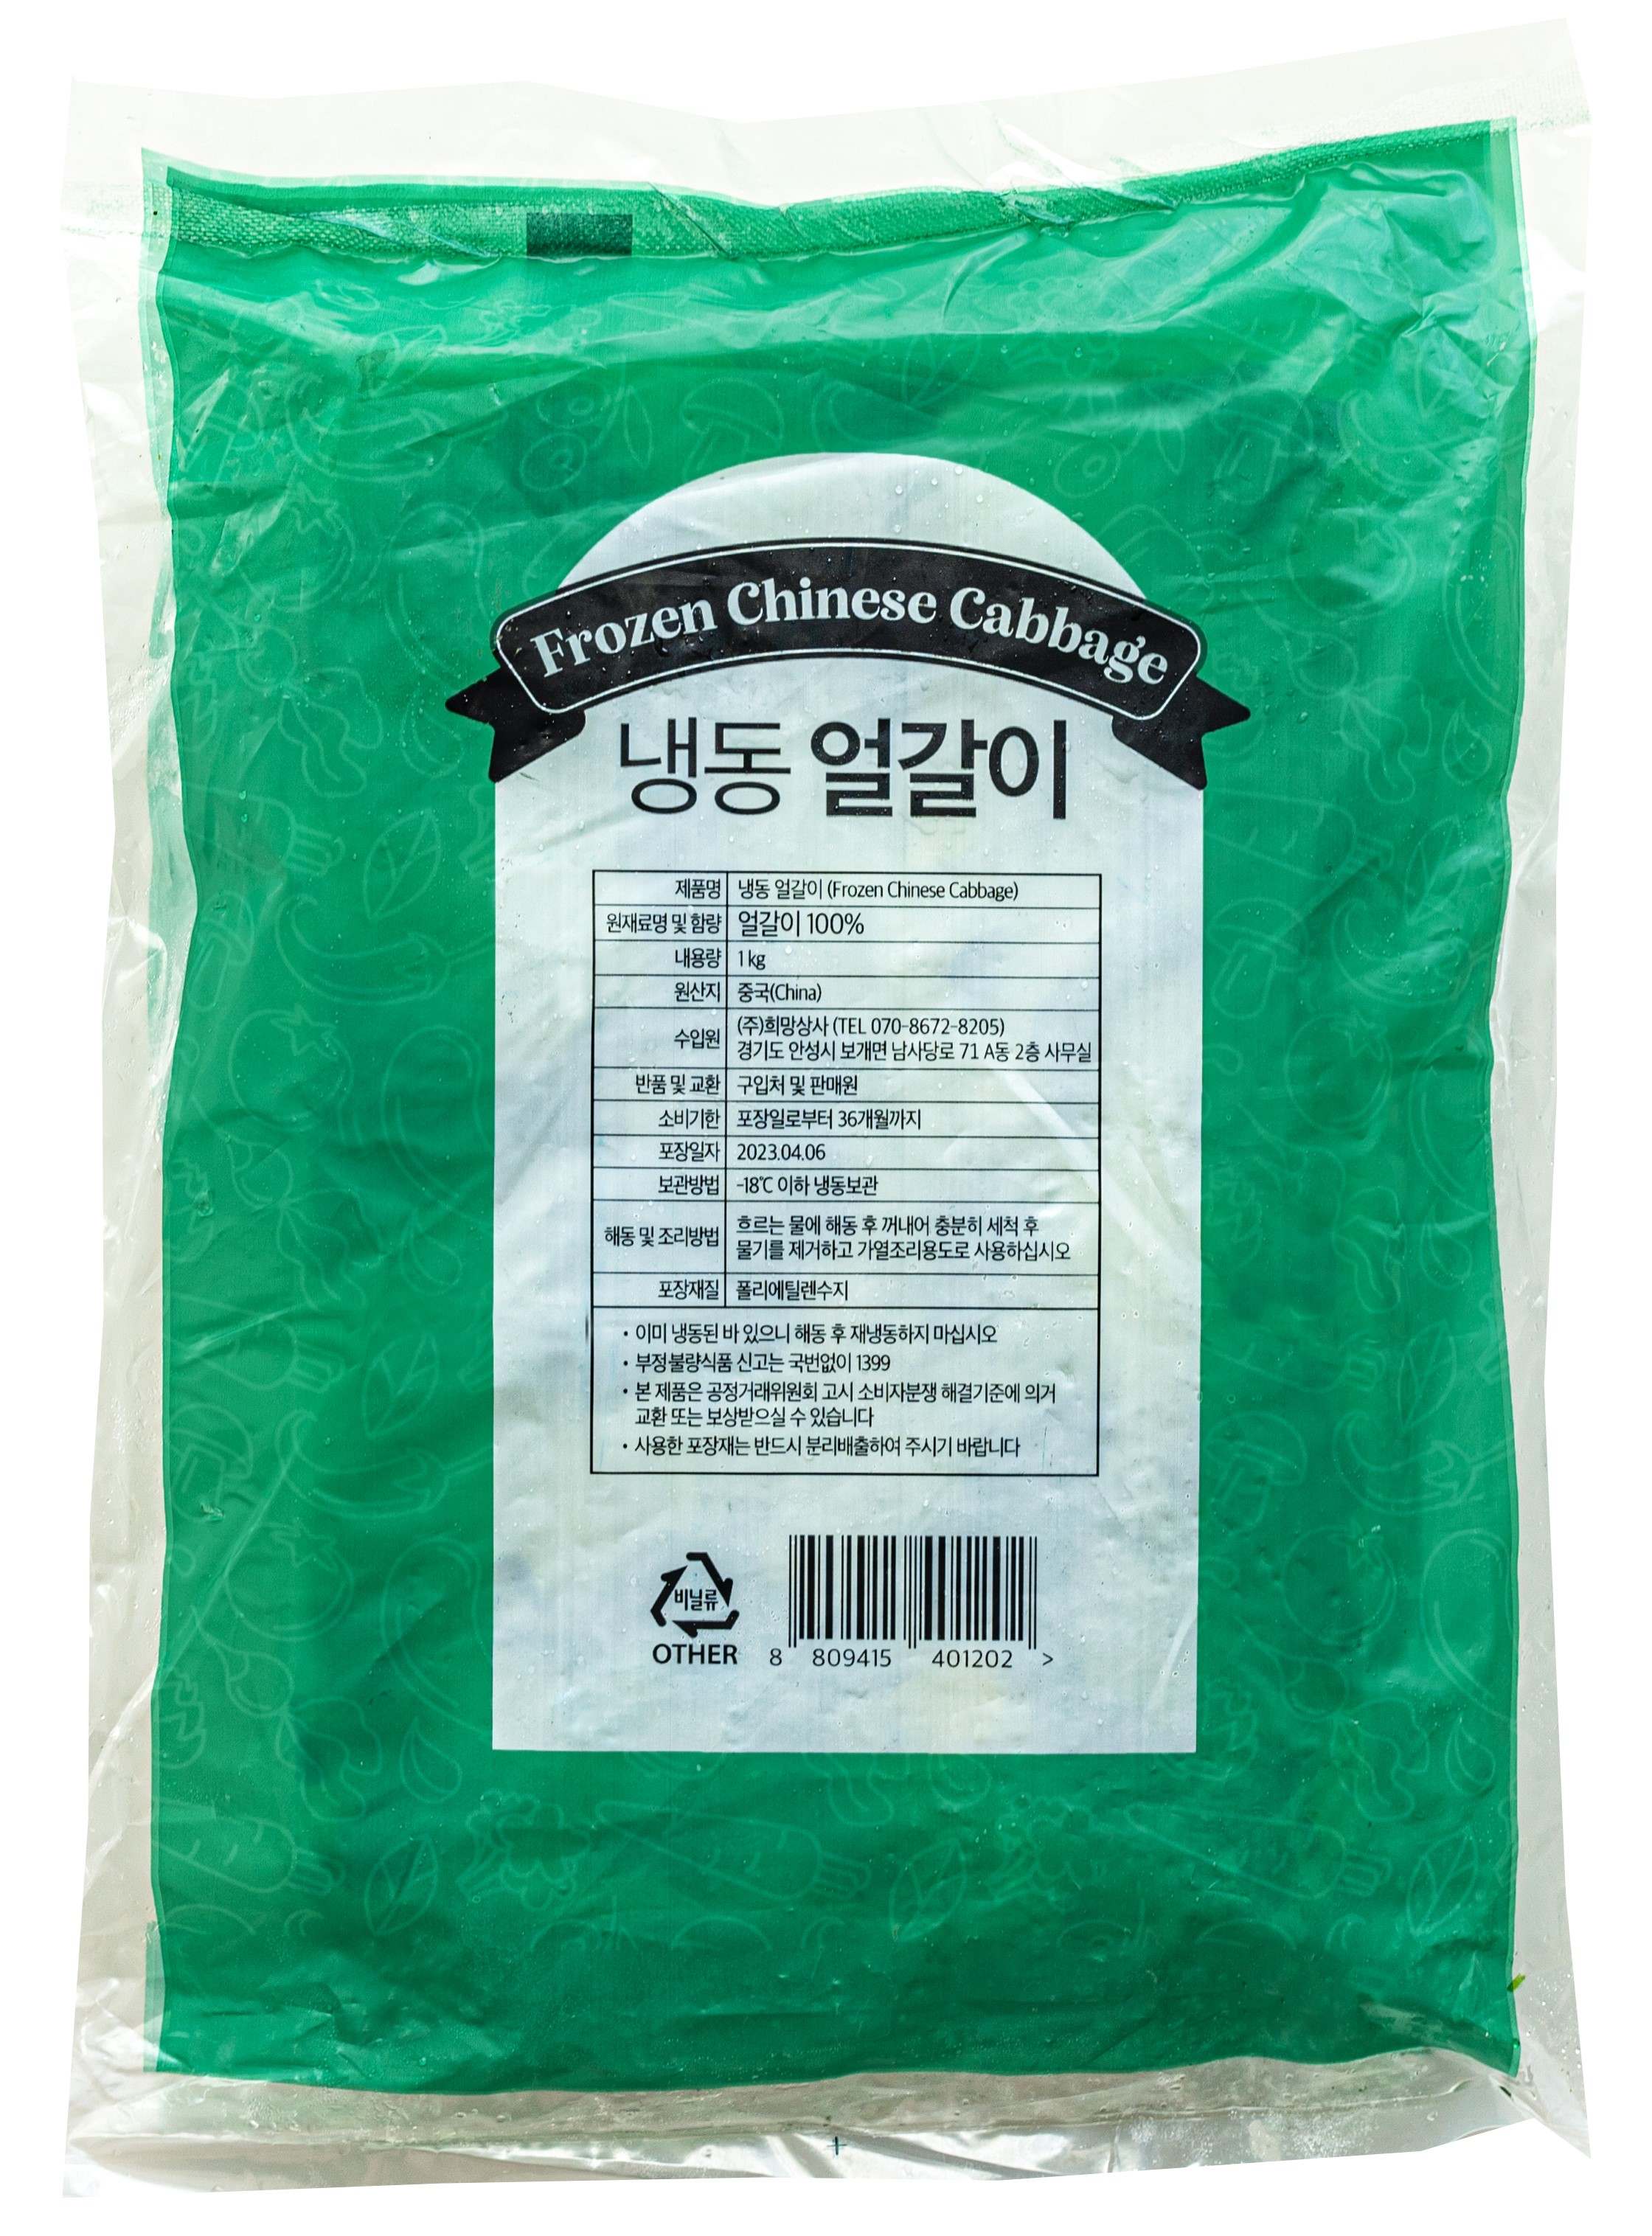 Frozen Chinese Cabbage
냉동 얼갈이
제품명 냉동 얼갈이 (Frozen Chinese Cabbage)
원재료명 및 함량 얼갈이 100%
내용량 1 kg
원산지 중국(China)
수입원 (주)희망상사 (TEL 070-8672-8205)
경기도 안성시 보개면 남사당로 71 A동 2층 사무실
반품 및 교환 구입처 및 판매원
소비기한 포장일로부터 36개월까지
포장일자 2023.04.06
보관방법 -18℃ 이하 냉동보관
해동 및 조리방법 흐르는 물에 해동 후 꺼내어 충분히 세척 후
물기를 제거하고 가열조리용도로 사용하십시오
포장재질 폴리에틸렌수지
• 이미 냉동된 바 있으니 해동 후 재냉동하지 마십시오
• 부정불량식품 신고는 국번없이 1399
• 본 제품은 공정거래위원회 고시 소비자분쟁 해결기준에 의거
교환 또는 보상받으실 수 있습니다
• 사용한 포장재는 반드시 분리배출하여 주시기 바랍니다
비닐류
OTHER
8 809415 401202 >